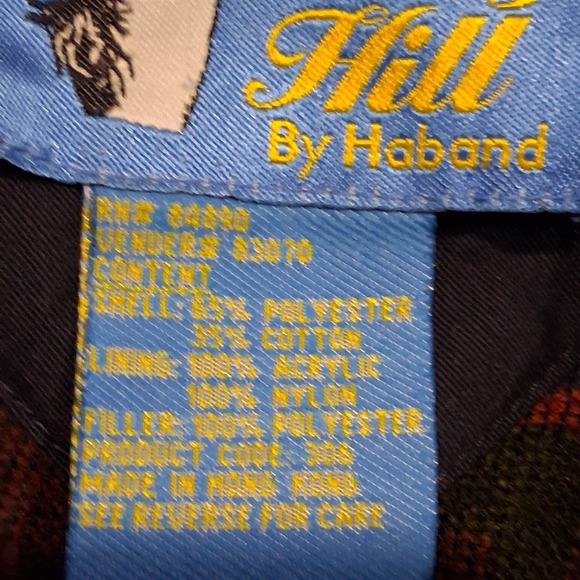 Hill
By Haband
RN# 84890
VENDER# 83070
CONTENT
SHELL: 65% POLYESTER
35% COTTON
LINING: 100% ACRYLIC
100% NYLON
FILLER: 100% POLYESTER
PRODUCT CODE: 306
MADE IN HONG KONG
SEE REVERSE FOR CARE